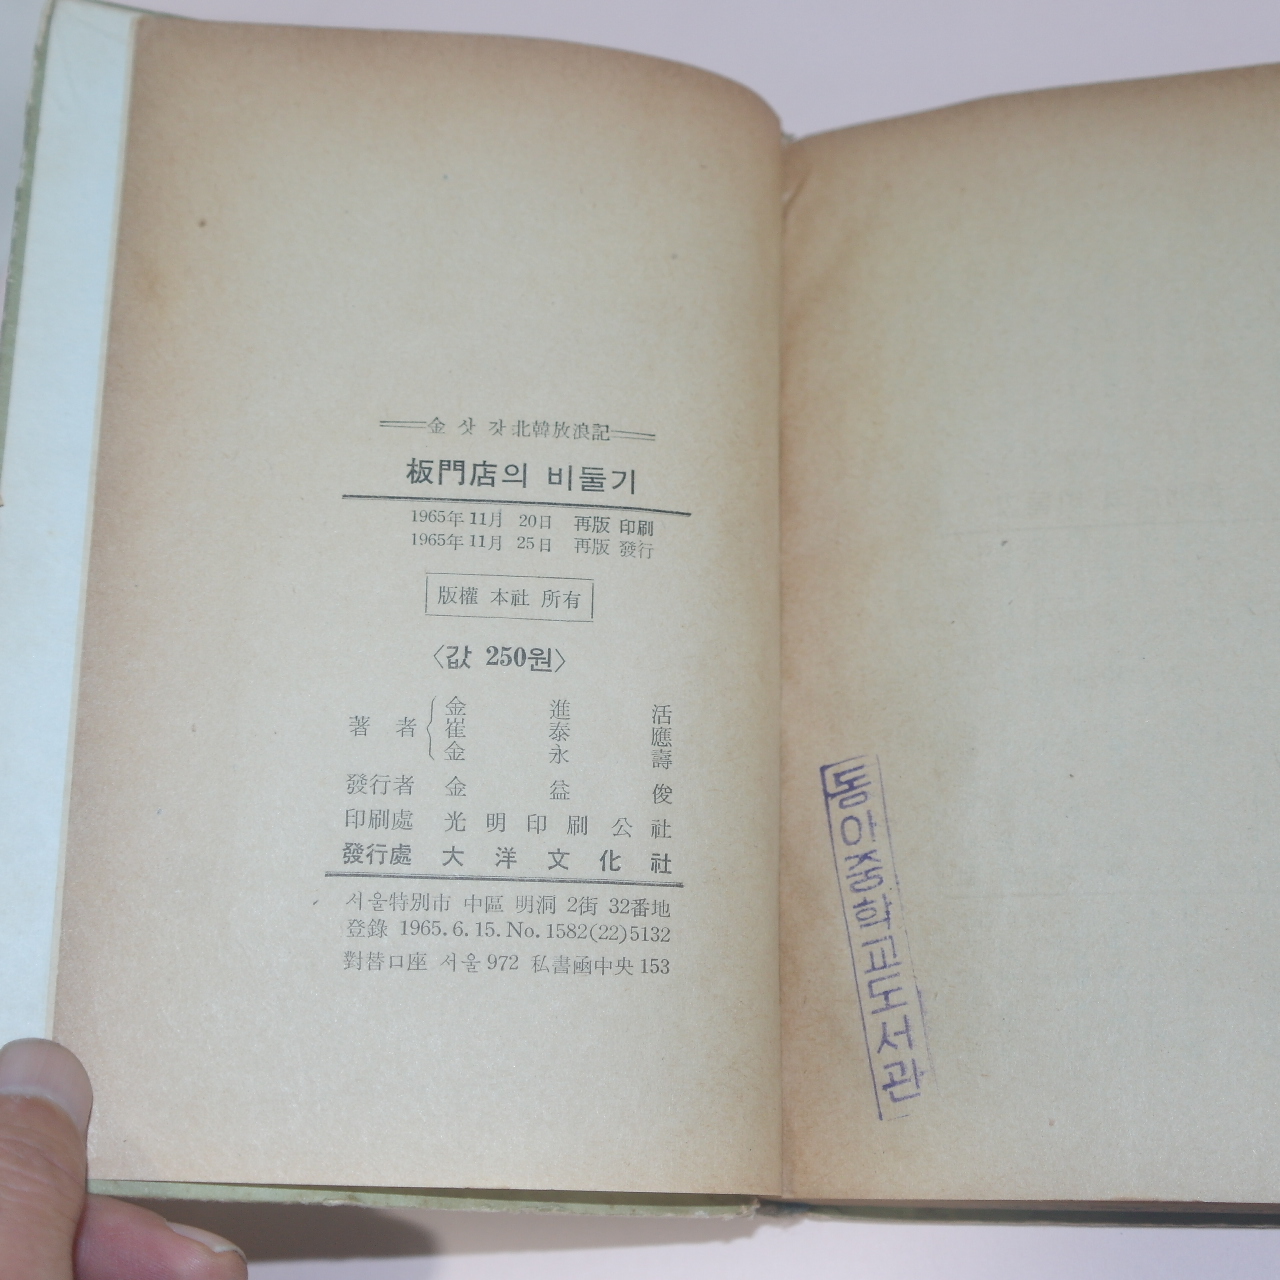 金 삿 갓 北韓放浪記
板門店의 비둘기
1965年 11月 20日 再版 印刷
1965年 11月 25日 再版 發行
版權 本社 所有
〈값 250원〉
著 者 金 進 活
崔 泰 應
金 永 壽
發行者 金 益 俊
印刷處 光 明 印 刷 公 社
發行處 大 洋 文 化 社
서울特別市 中區 明洞 2街 32番地
登錄 1965. 6. 15. No. 1582(22)5132
對替口座 서울 972 私書凾中央 153
동아중학교도서관